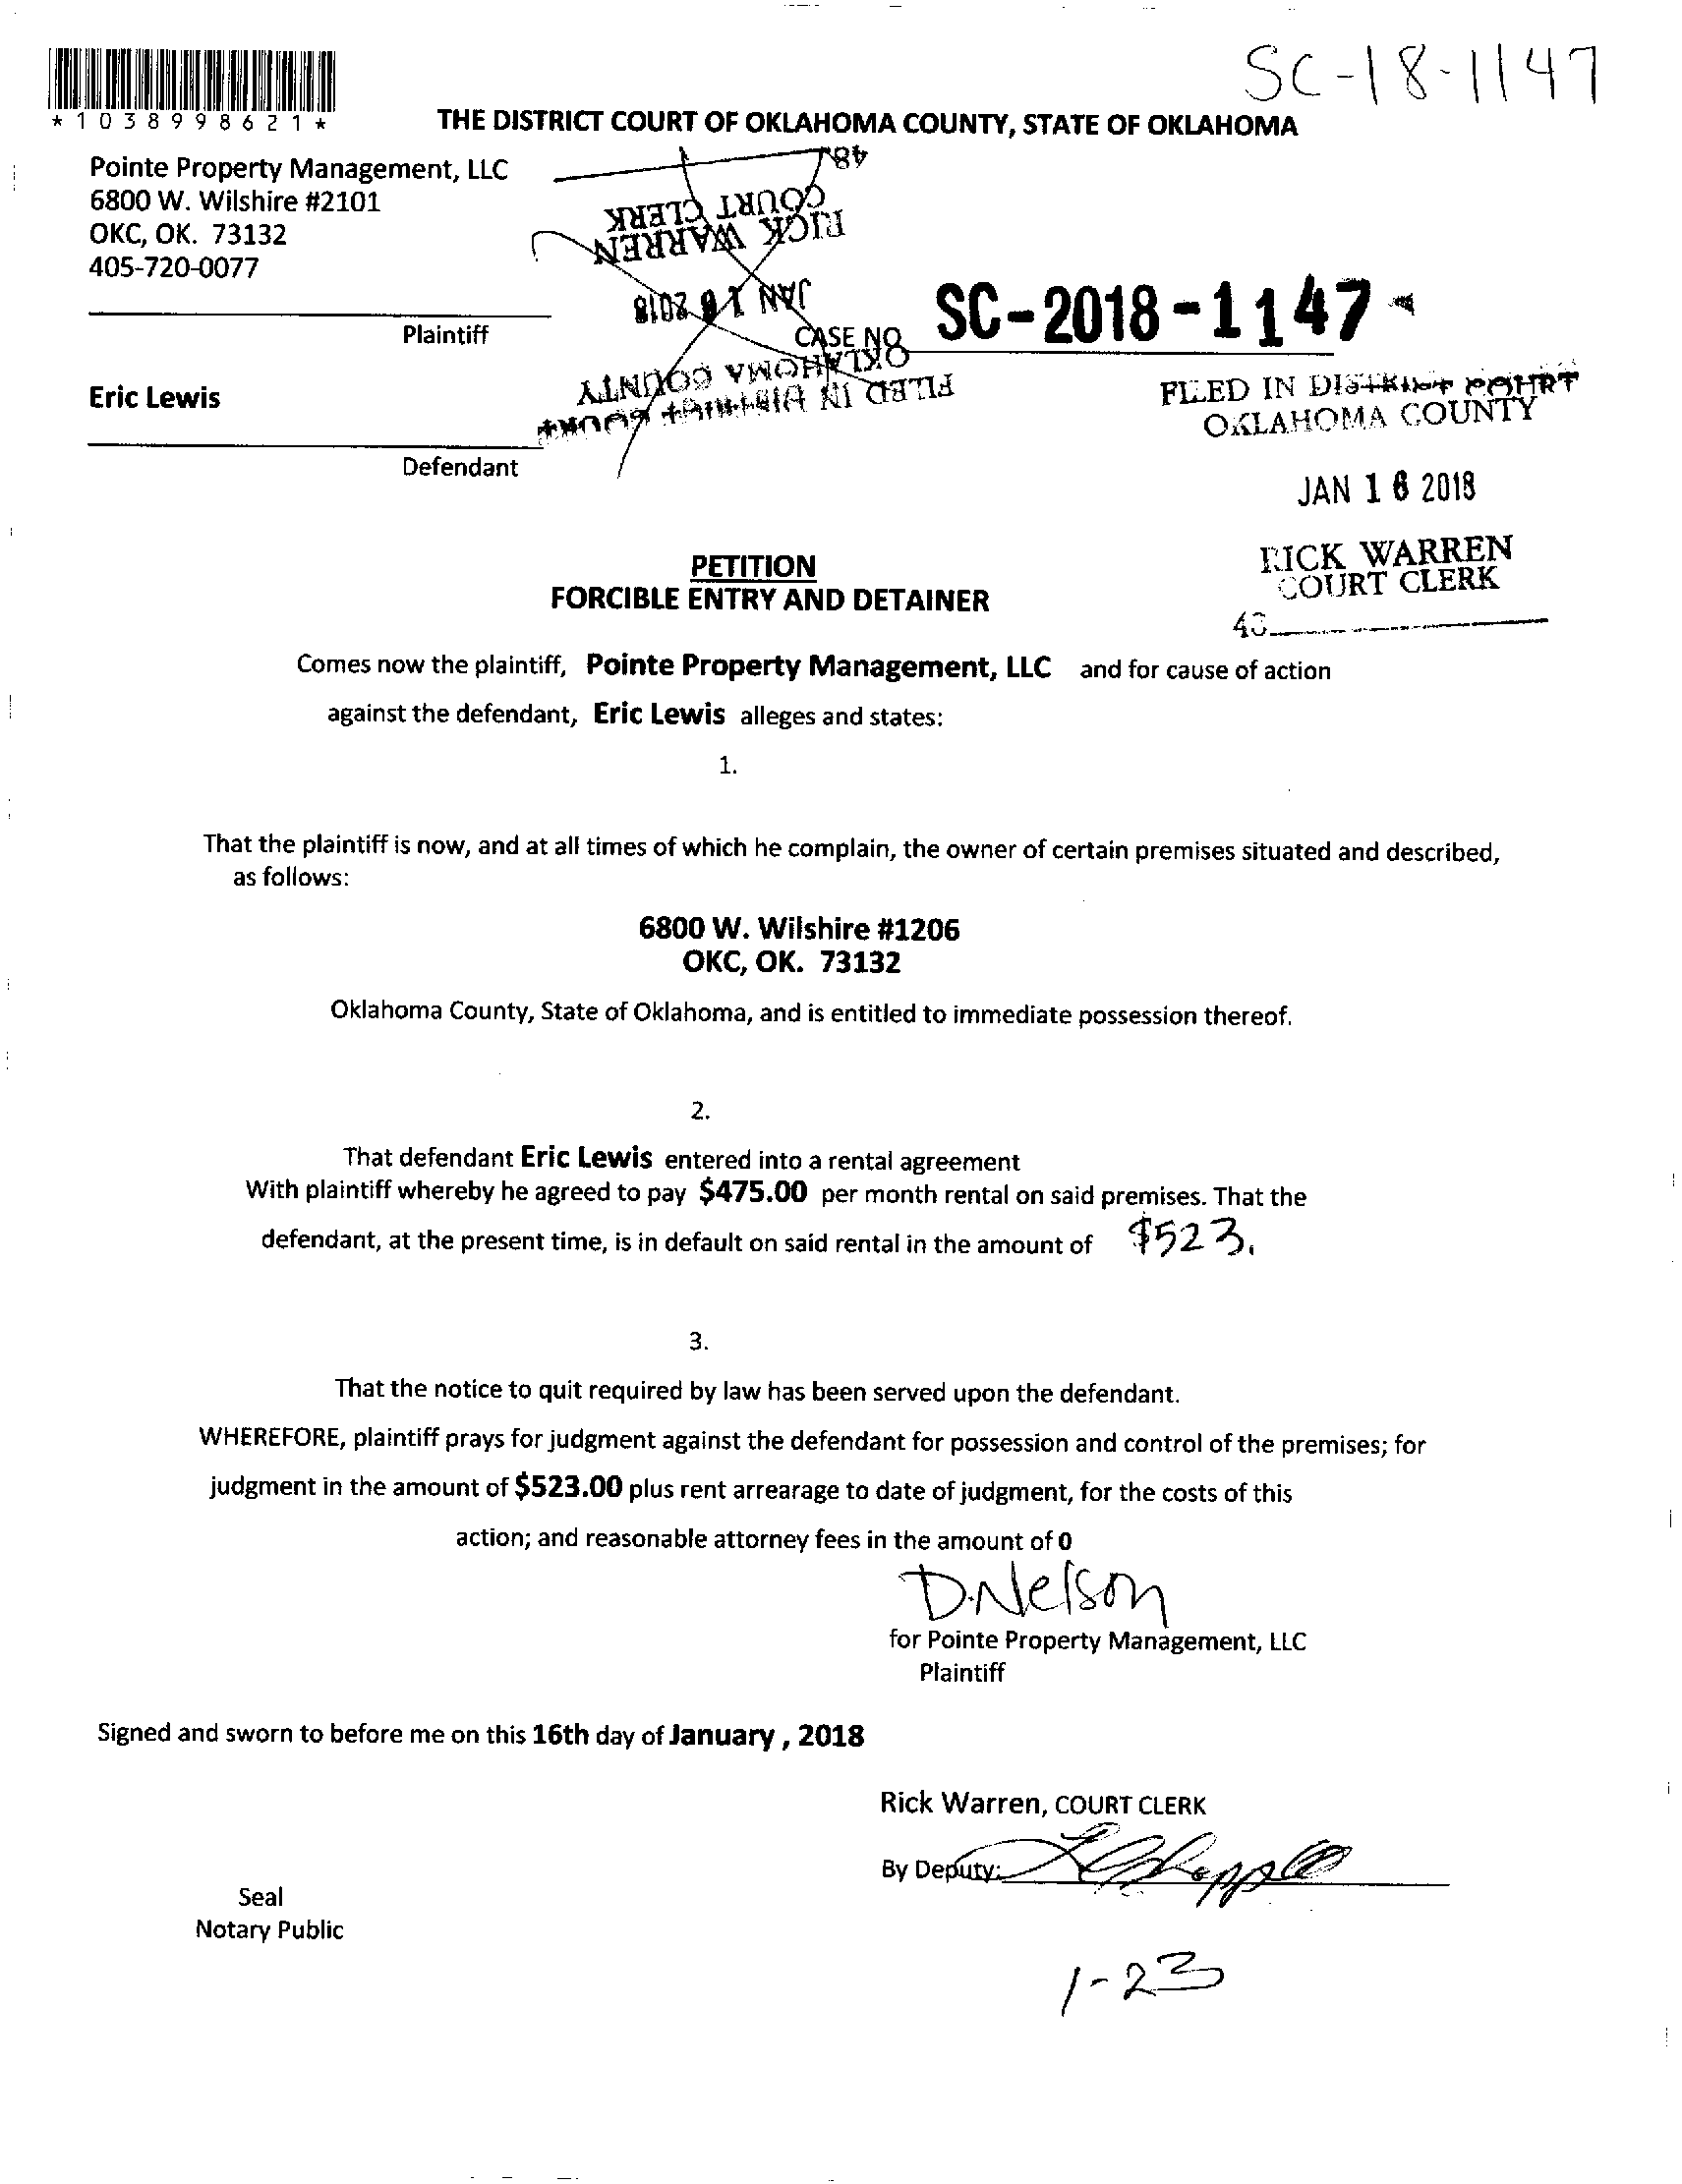 SC-18-1147
*1038998621*
THE DISTRICT COURT OF OKLAHOMA COUNTY, STATE OF OKLAHOMA
Pointe Property Management, LLC
6800 W. Wilshire #2101
OKC, OK. 73132
405-720-0077
Plaintiff
48
COURT CLERK
RICK WARREN
JAN 16 2018
OKLAHOMA COUNTY
FILED IN DISTRICT COURT
CASE NO.
SC-2018-1147
Eric Lewis
Defendant
FILED IN DISTRICT COURT
OKLAHOMA COUNTY
JAN 16 2018
RICK WARREN
COURT CLERK
PETITION
FORCIBLE ENTRY AND DETAINER
Comes now the plaintiff, Pointe Property Management, LLC and for cause of action
against the defendant, Eric Lewis alleges and states:
1.
That the plaintiff is now, and at all times of which he complain, the owner of certain premises situated and described,
as follows:
6800 W. Wilshire #1206
OKC, OK. 73132
Oklahoma County, State of Oklahoma, and is entitled to immediate possession thereof.
2.
That defendant Eric Lewis entered into a rental agreement
With plaintiff whereby he agreed to pay $475.00 per month rental on said premises. That the
defendant, at the present time, is in default on said rental in the amount of $523.
3.
That the notice to quit required by law has been served upon the defendant.
WHEREFORE, plaintiff prays for judgment against the defendant for possession and control of the premises; for
judgment in the amount of $523.00 plus rent arrearage to date of judgment, for the costs of this
action; and reasonable attorney fees in the amount of 0
D. Nelson
for Pointe Property Management, LLC
Plaintiff
Signed and sworn to before me on this 16th day of January , 2018
Rick Warren, COURT CLERK
By Deputy:
Seal
Notary Public
1-23